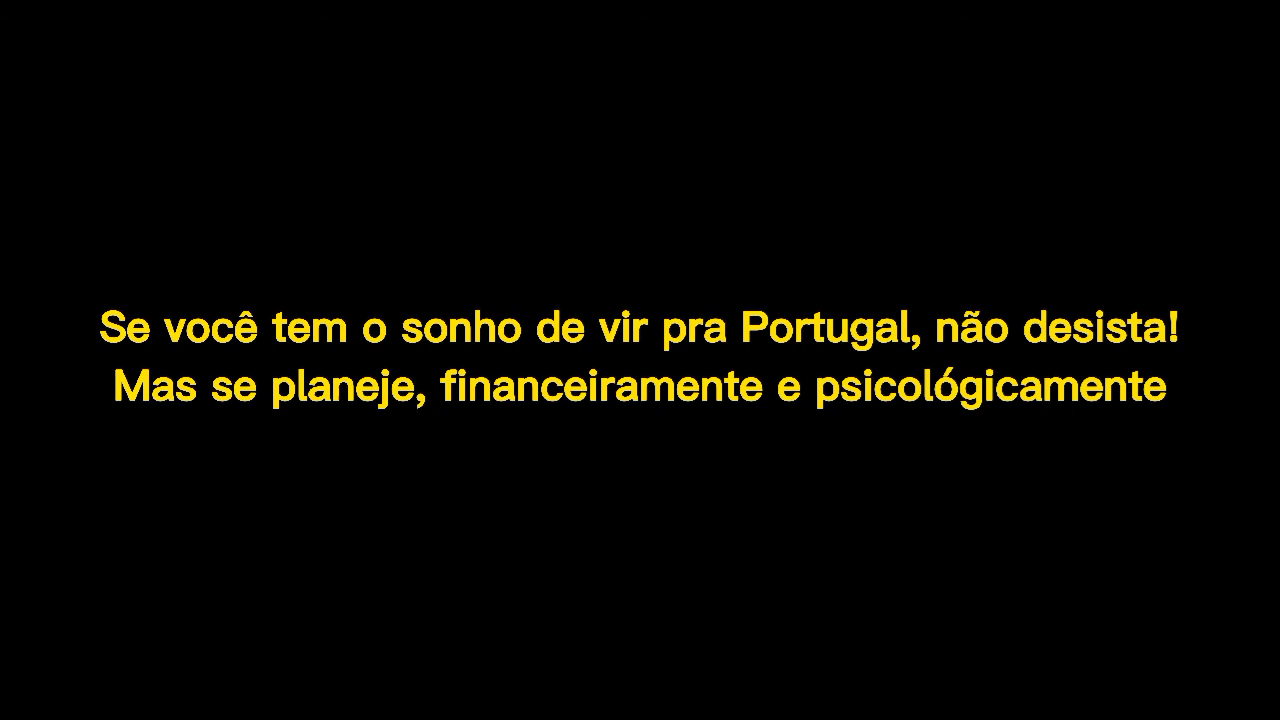 Se você tem o sonho de vir pra Portugal, não desista!
Mas se planeje, financeiramente e psicológicamente